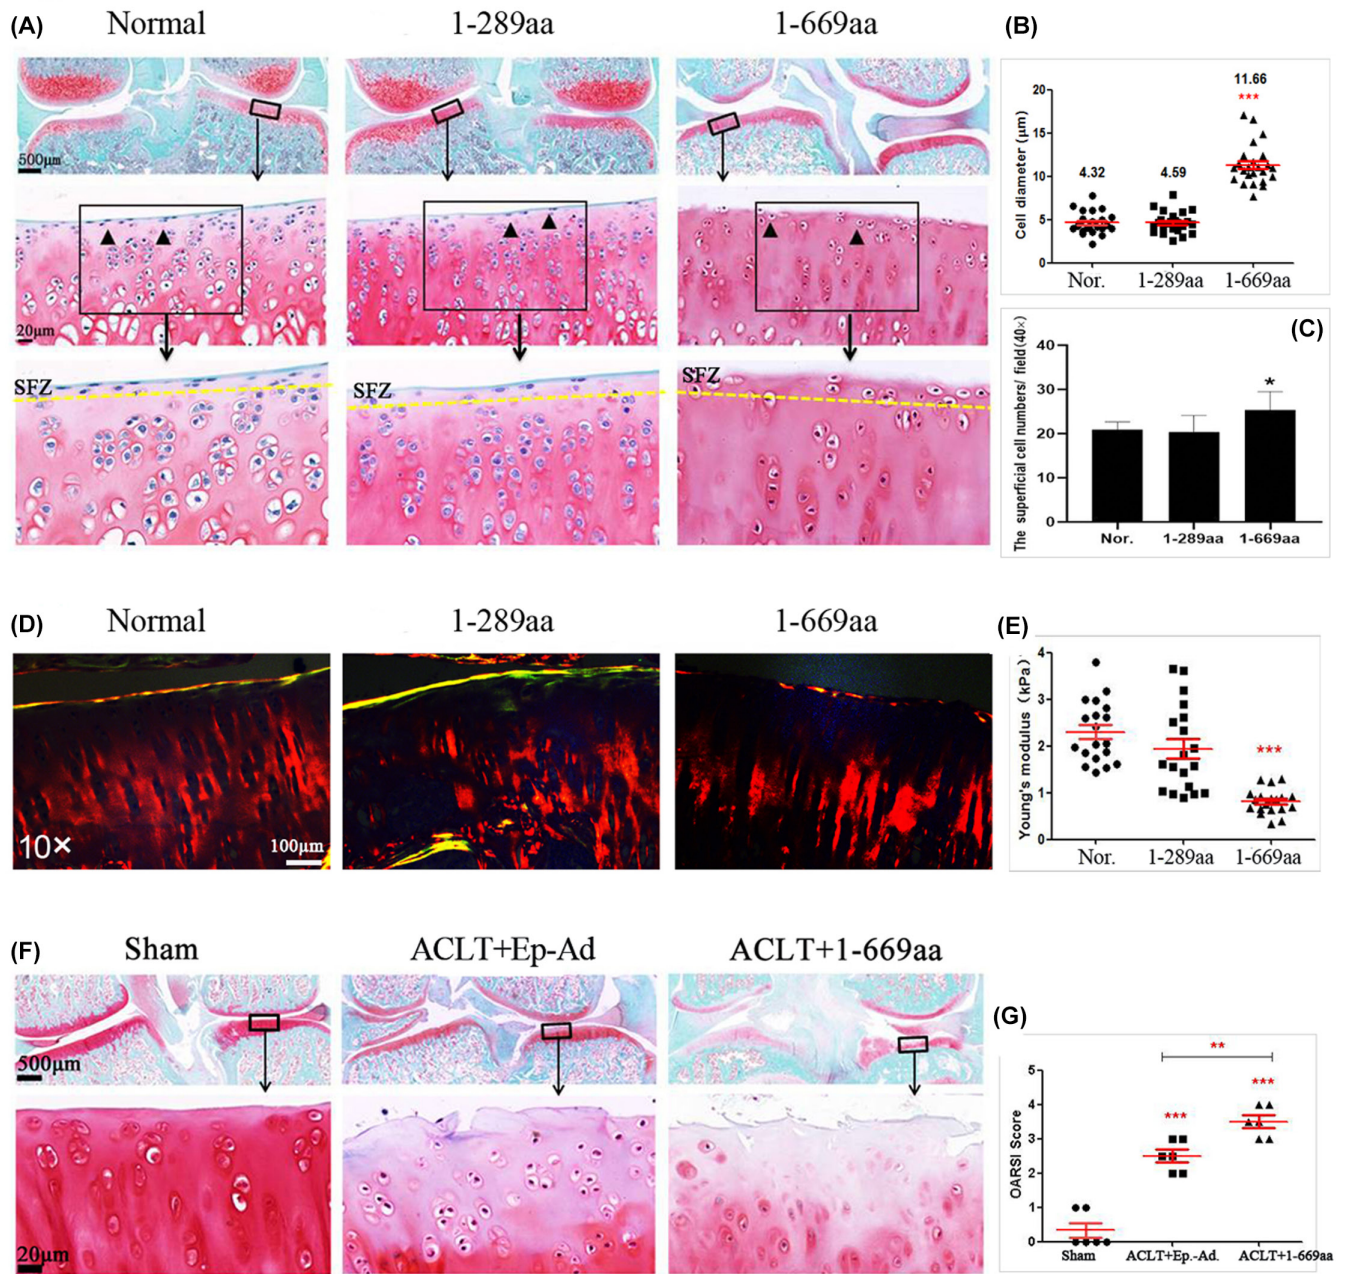 (A)
Normal 1-289aa 1-669aa
500μm
20μm
SFZ SFZ SFZ
(B)
Cell diameter (μm)
20
15
10
5
0
4.32 4.59 11.66
***
Nor. 1-289aa 1-669aa
(C)
The superficial cell numbers/ field(40×)
40
30
20
10
0
*
Nor. 1-289aa 1-669aa
(D)
Normal 1-289aa 1-669aa
10×
100μm
(E)
Young's modulus (kPa)
4
3
2
1
0
***
Nor. 1-289aa 1-669aa
(F)
Sham ACLT+Ep-Ad ACLT+1-669aa
500μm
20μm
(G)
OARSI Score
5
4
3
2
1
0
**
*** ***
Sham ACLT+Ep.-Ad. ACLT+1-669aa